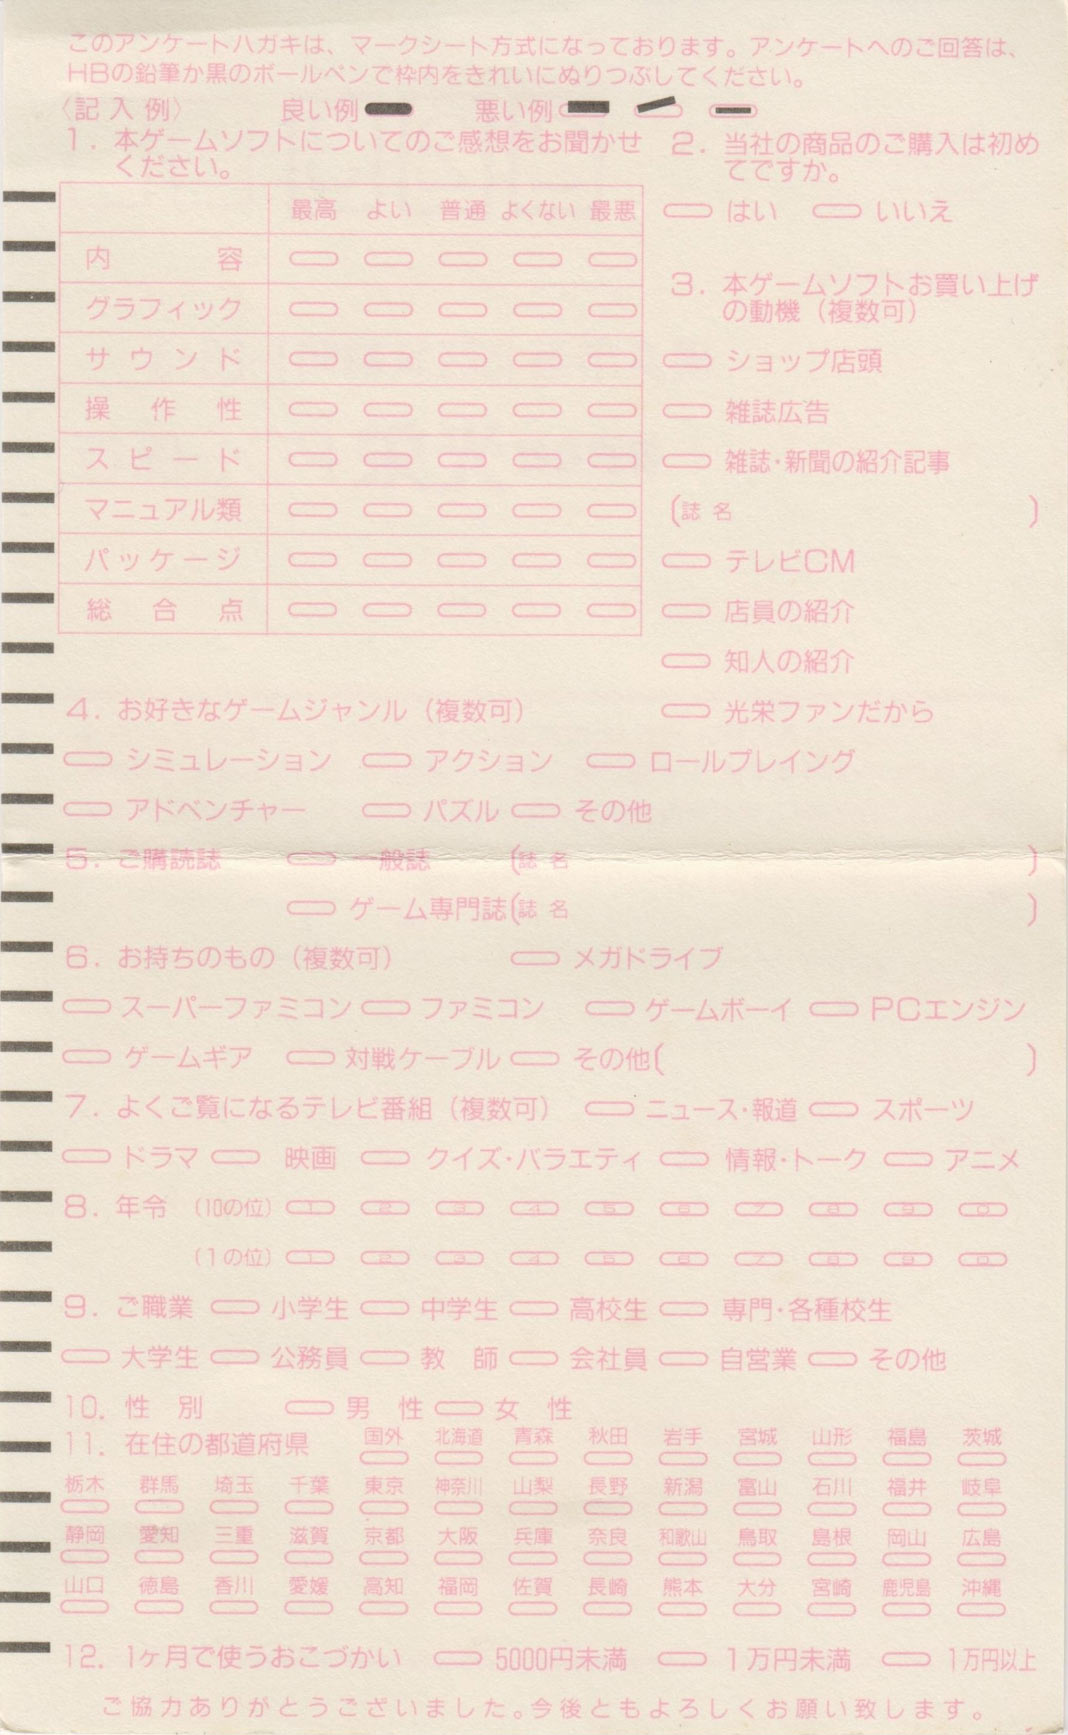 このアンケートハガキは、マークシート方式になっております。アンケートへのご回答は、
HBの鉛筆か黒のボールペンで枠内をきれいにぬりつぶしてください。
〈記入例〉 良い例 悪い例
1. 本ゲームソフトについてのご感想をお聞かせ
ください。
最高 よい 普通 よくない 最悪
内容
グラフィック
サウンド
操作性
スピード
マニュアル類
パッケージ
総合点
2. 当社の商品のご購入は初め
てですか。
はい いいえ
3. 本ゲームソフトお買い上げ
の動機（複数可）
ショップ店頭
雑誌広告
雑誌・新聞の紹介記事
(誌名 )
テレビCM
店員の紹介
知人の紹介
光栄ファンだから
4. お好きなゲームジャンル（複数可）
シミュレーション アクション ロールプレイング
アドベンチャー パズル その他
5. ご購読誌 一般誌 (誌名 )
ゲーム専門誌(誌名 )
6. お持ちのもの（複数可） メガドライブ
スーパーファミコン ファミコン ゲームボーイ PCエンジン
ゲームギア 対戦ケーブル その他( )
7. よくご覧になるテレビ番組（複数可） ニュース・報道 スポーツ
ドラマ 映画 クイズ・バラエティ 情報・トーク アニメ
8. 年令 (10の位) 1 2 3 4 5 6 7 8 9 0
(1の位) 1 2 3 4 5 6 7 8 9 0
9. ご職業 小学生 中学生 高校生 専門・各種校生
大学生 公務員 教師 会社員 自営業 その他
10. 性別 男性 女性
11. 在住の都道府県 国外 北海道 青森 秋田 岩手 宮城 山形 福島 茨城
栃木 群馬 埼玉 千葉 東京 神奈川 山梨 長野 新潟 富山 石川 福井 岐阜
静岡 愛知 三重 滋賀 京都 大阪 兵庫 奈良 和歌山 鳥取 島根 岡山 広島
山口 徳島 香川 愛媛 高知 福岡 佐賀 長崎 熊本 大分 宮崎 鹿児島 沖縄
12. 1ヶ月で使うおこづかい 5000円未満 1万円未満 1万円以上
ご協力ありがとうございました。今後ともよろしくお願い致します。